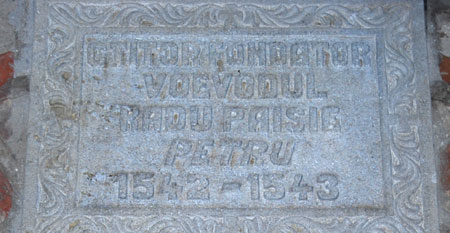 CTITOR FONDATOR
VOEVODUL
RADU PAISIE
PETRU
1542-1543